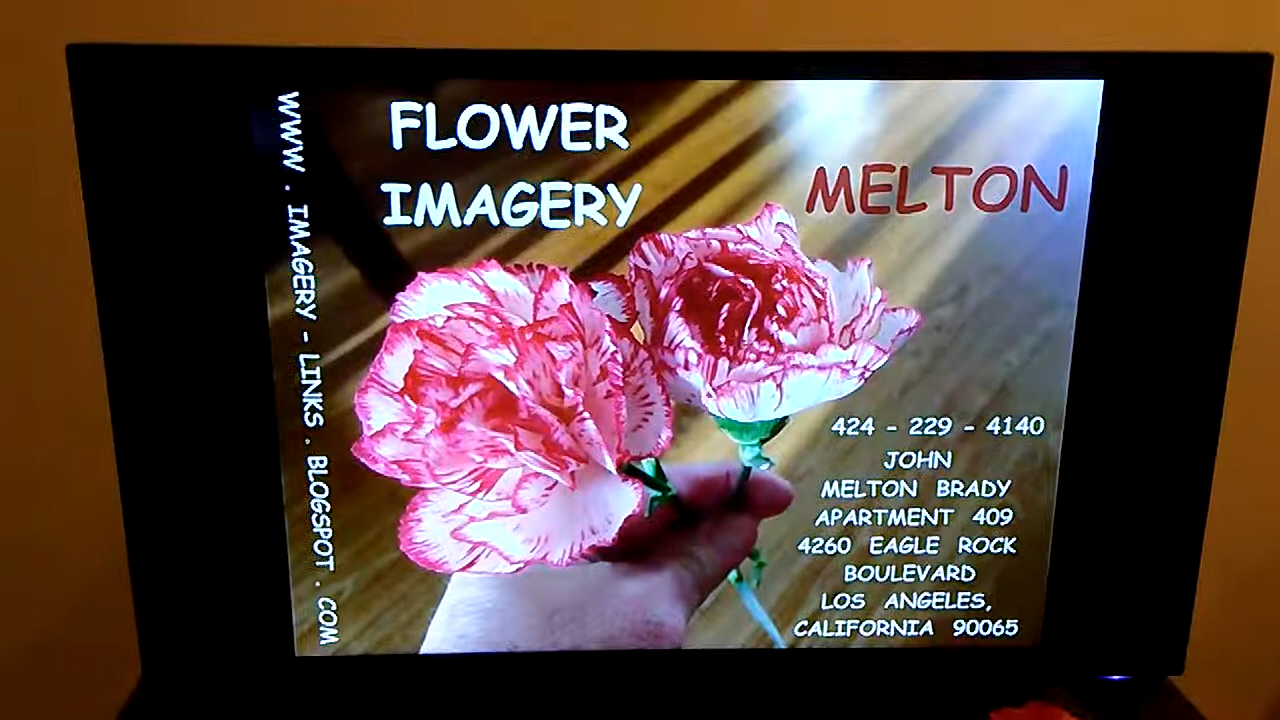 WWW . IMAGERY - LINKS . BLOGSPOT . COM
FLOWER
IMAGERY
MELTON
424 - 229 - 4140
JOHN
MELTON BRADY
APARTMENT 409
4260 EAGLE ROCK
BOULEVARD
LOS ANGELES,
CALIFORNIA 90065